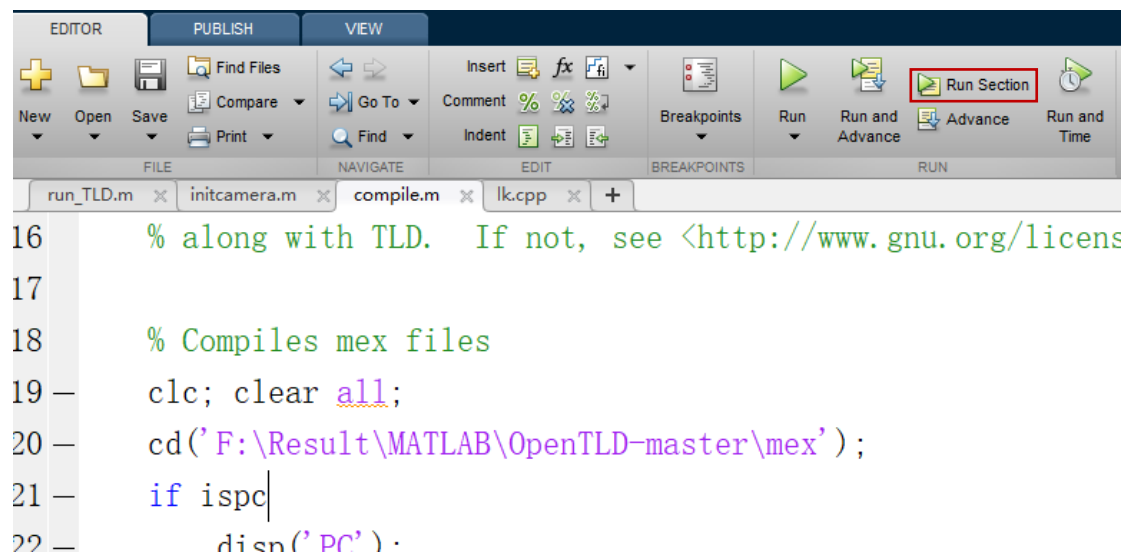 EDITOR PUBLISH VIEW
Find Files Insert fx
New Open Save Compare Go To Comment Breakpoints Run Run and Advance Run Section Advance Run and Time
Print Find Indent
FILE NAVIGATE EDIT BREAKPOINTS RUN
run_TLD.m initcamera.m compile.m lk.cpp +
16 % along with TLD. If not, see <http://www.gnu.org/licens
17
18 % Compiles mex files
19 — clc; clear all;
20 — cd('F:\Result\MATLAB\OpenTLD-master\mex');
21 — if ispc
22 — disp('PC');